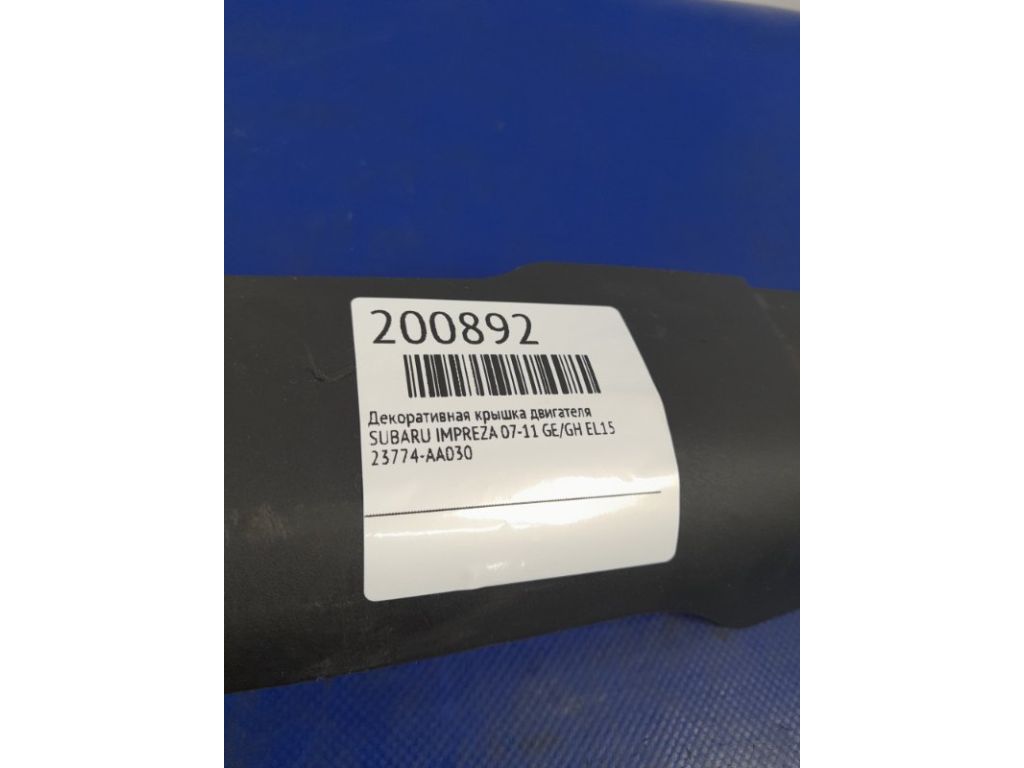 200892
Декоративная крышка двигателя
SUBARU IMPREZA 07-11 GE/GH EL15
23774-AA030